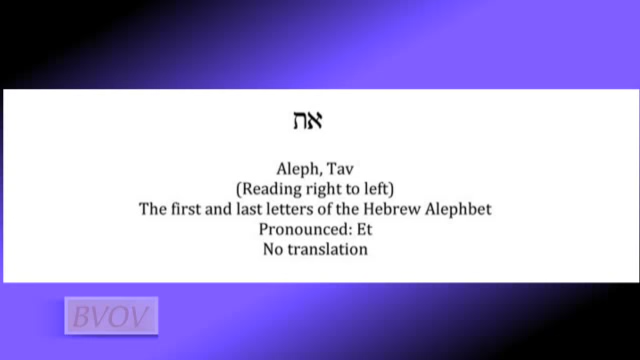 את
Aleph, Tav
(Reading right to left)
The first and last letters of the Hebrew Alephbet
Pronounced: Et
No translation
BVOV